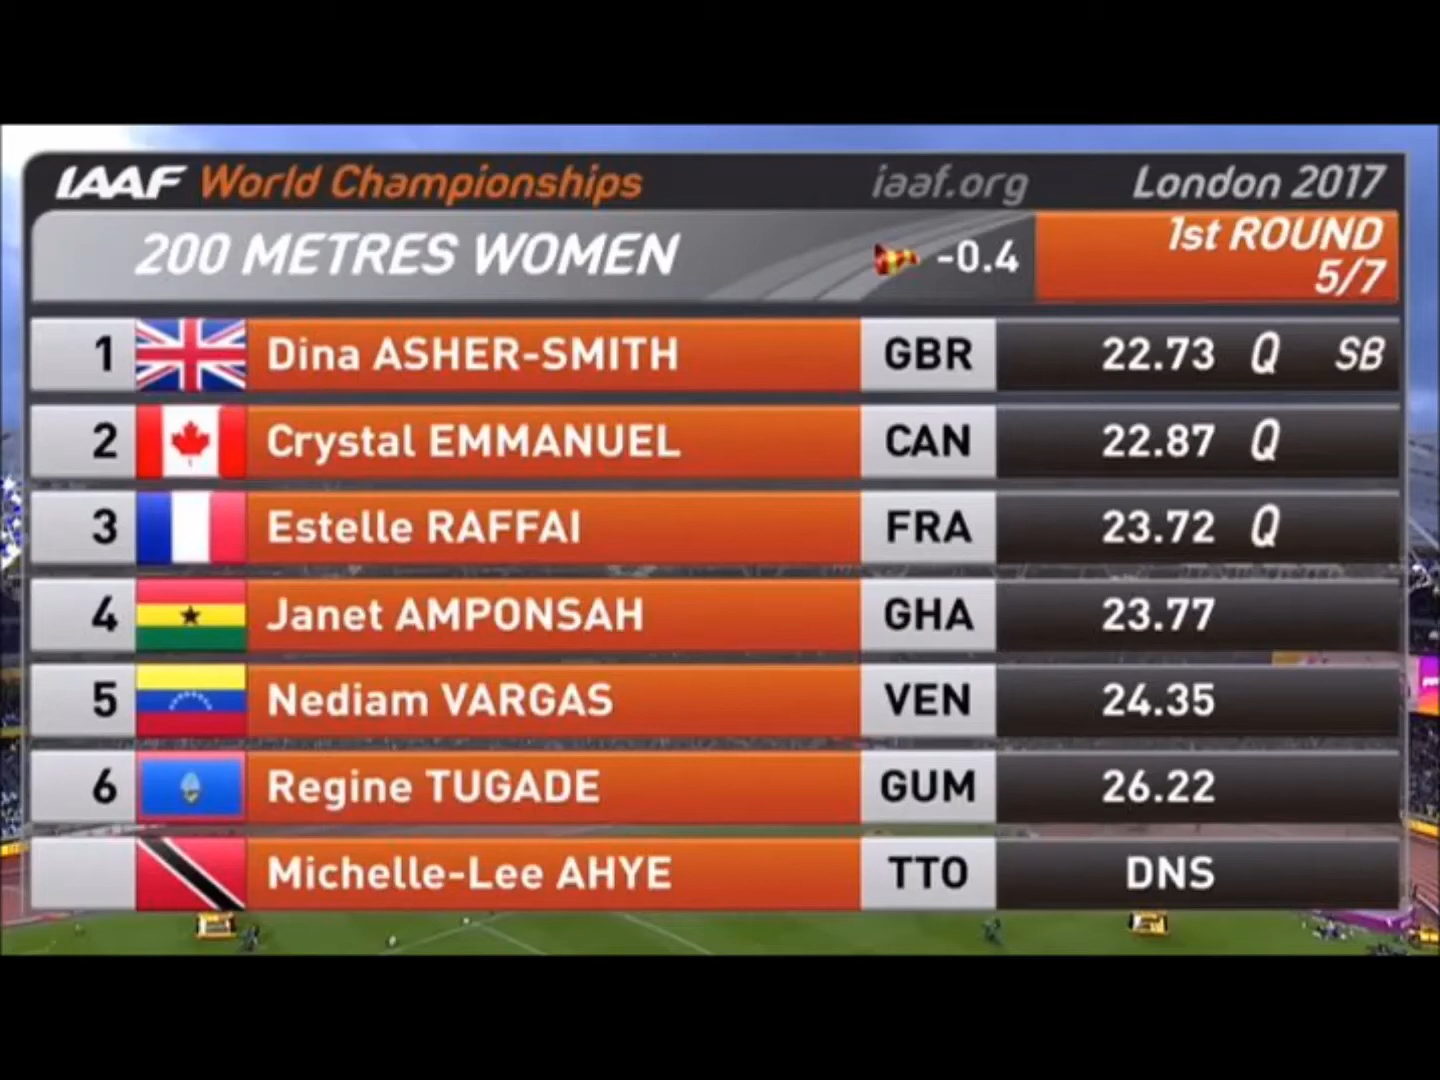 IAAF World Championships iaaf.org London 2017
200 METRES WOMEN -0.4 1st ROUND
5/7
1 Dina ASHER-SMITH GBR 22.73 Q SB
2 Crystal EMMANUEL CAN 22.87 Q
3 Estelle RAFFAI FRA 23.72 Q
4 Janet AMPONSAH GHA 23.77
5 Nediam VARGAS VEN 24.35
6 Regine TUGADE GUM 26.22
Michelle-Lee AHYE TTO DNS